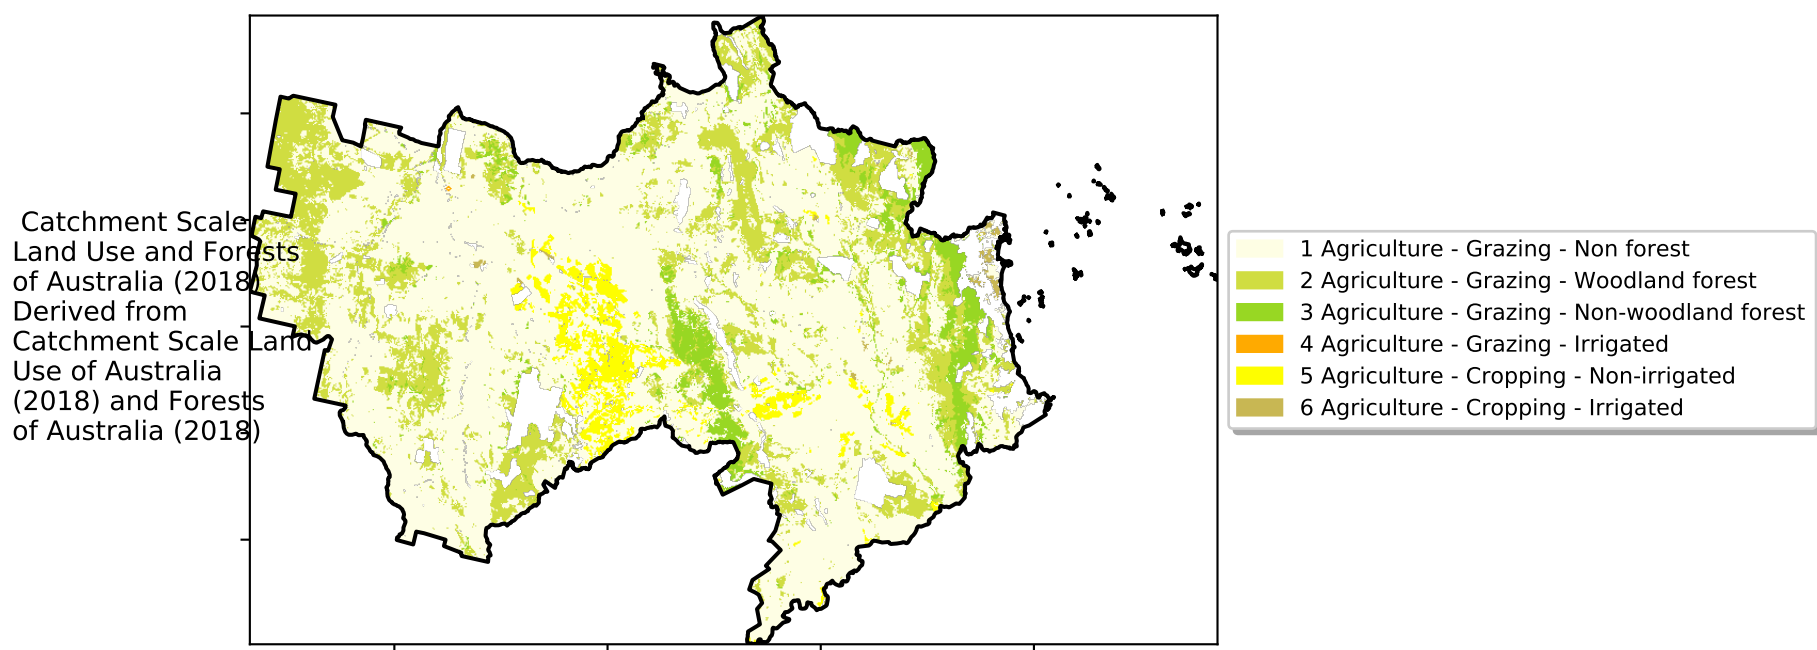 Catchment Scale
Land Use and Forests
of Australia (2018)
Derived from
Catchment Scale Land
Use of Australia
(2018) and Forests
of Australia (2018)
1 Agriculture - Grazing - Non forest
2 Agriculture - Grazing - Woodland forest
3 Agriculture - Grazing - Non-woodland forest
4 Agriculture - Grazing - Irrigated
5 Agriculture - Cropping - Non-irrigated
6 Agriculture - Cropping - Irrigated